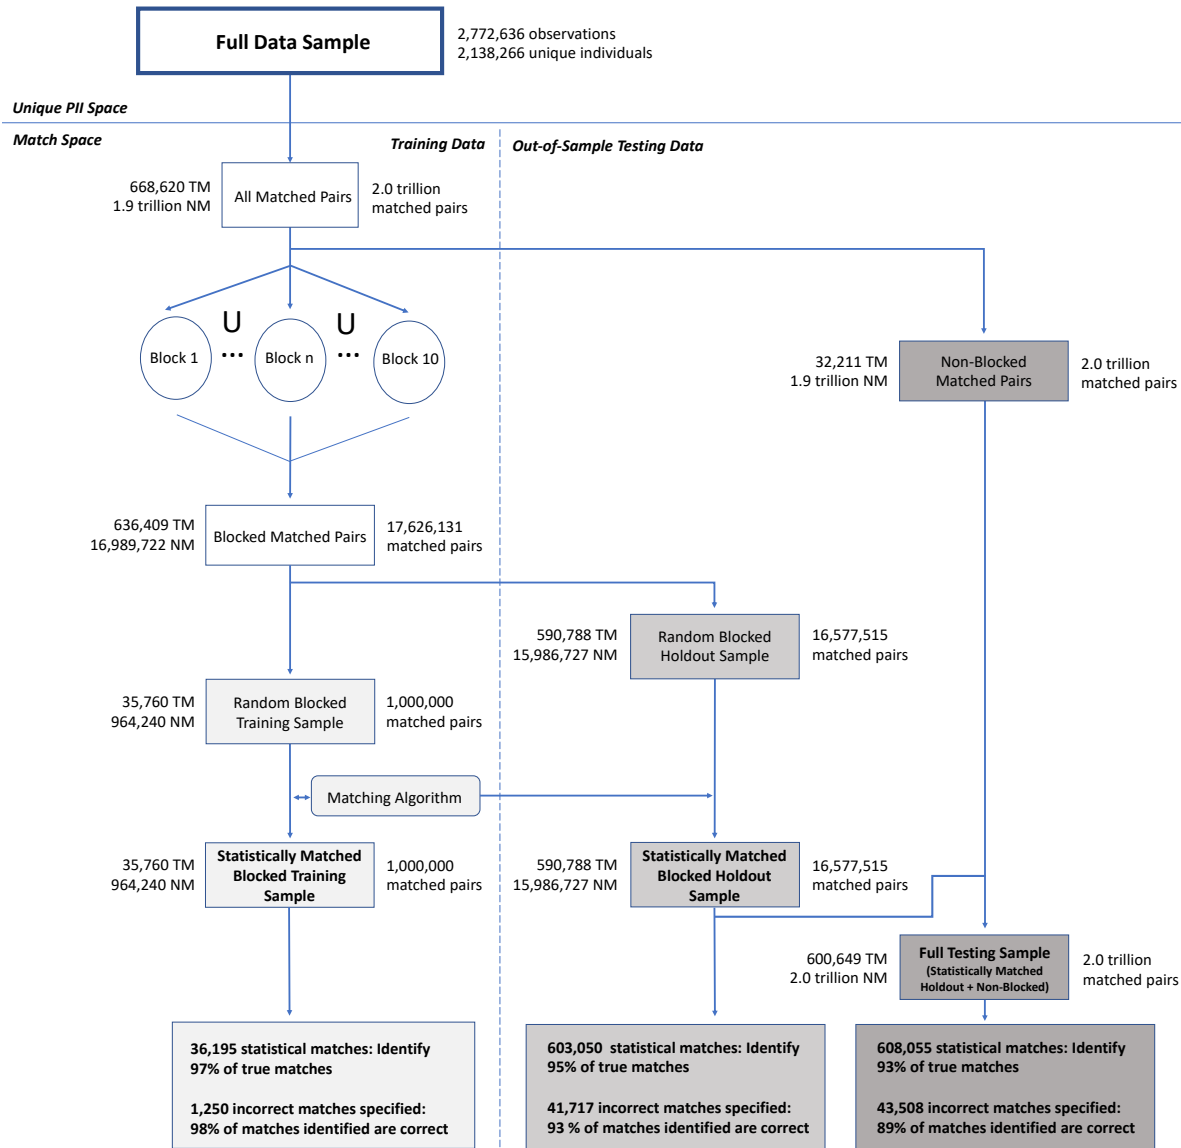 Full Data Sample
2,772,636 observations
2,138,266 unique individuals
Unique PII Space
Match Space
Training Data
Out-of-Sample Testing Data
668,620 TM
1.9 trillion NM
All Matched Pairs
2.0 trillion
matched pairs
Block 1
U
...
Block n
U
...
Block 10
32,211 TM
1.9 trillion NM
Non-Blocked
Matched Pairs
2.0 trillion
matched pairs
636,409 TM
16,989,722 NM
Blocked Matched Pairs
17,626,131
matched pairs
590,788 TM
15,986,727 NM
Random Blocked
Holdout Sample
16,577,515
matched pairs
35,760 TM
964,240 NM
Random Blocked
Training Sample
1,000,000
matched pairs
Matching Algorithm
35,760 TM
964,240 NM
Statistically Matched
Blocked Training
Sample
1,000,000
matched pairs
590,788 TM
15,986,727 NM
Statistically Matched
Blocked Holdout
Sample
16,577,515
matched pairs
600,649 TM
2.0 trillion NM
Full Testing Sample
(Statistically Matched
Holdout + Non-Blocked)
2.0 trillion
matched pairs
36,195 statistical matches: Identify
97% of true matches
1,250 incorrect matches specified:
98% of matches identified are correct
603,050 statistical matches: Identify
95% of true matches
41,717 incorrect matches specified:
93 % of matches identified are correct
608,055 statistical matches: Identify
93% of true matches
43,508 incorrect matches specified:
89% of matches identified are correct